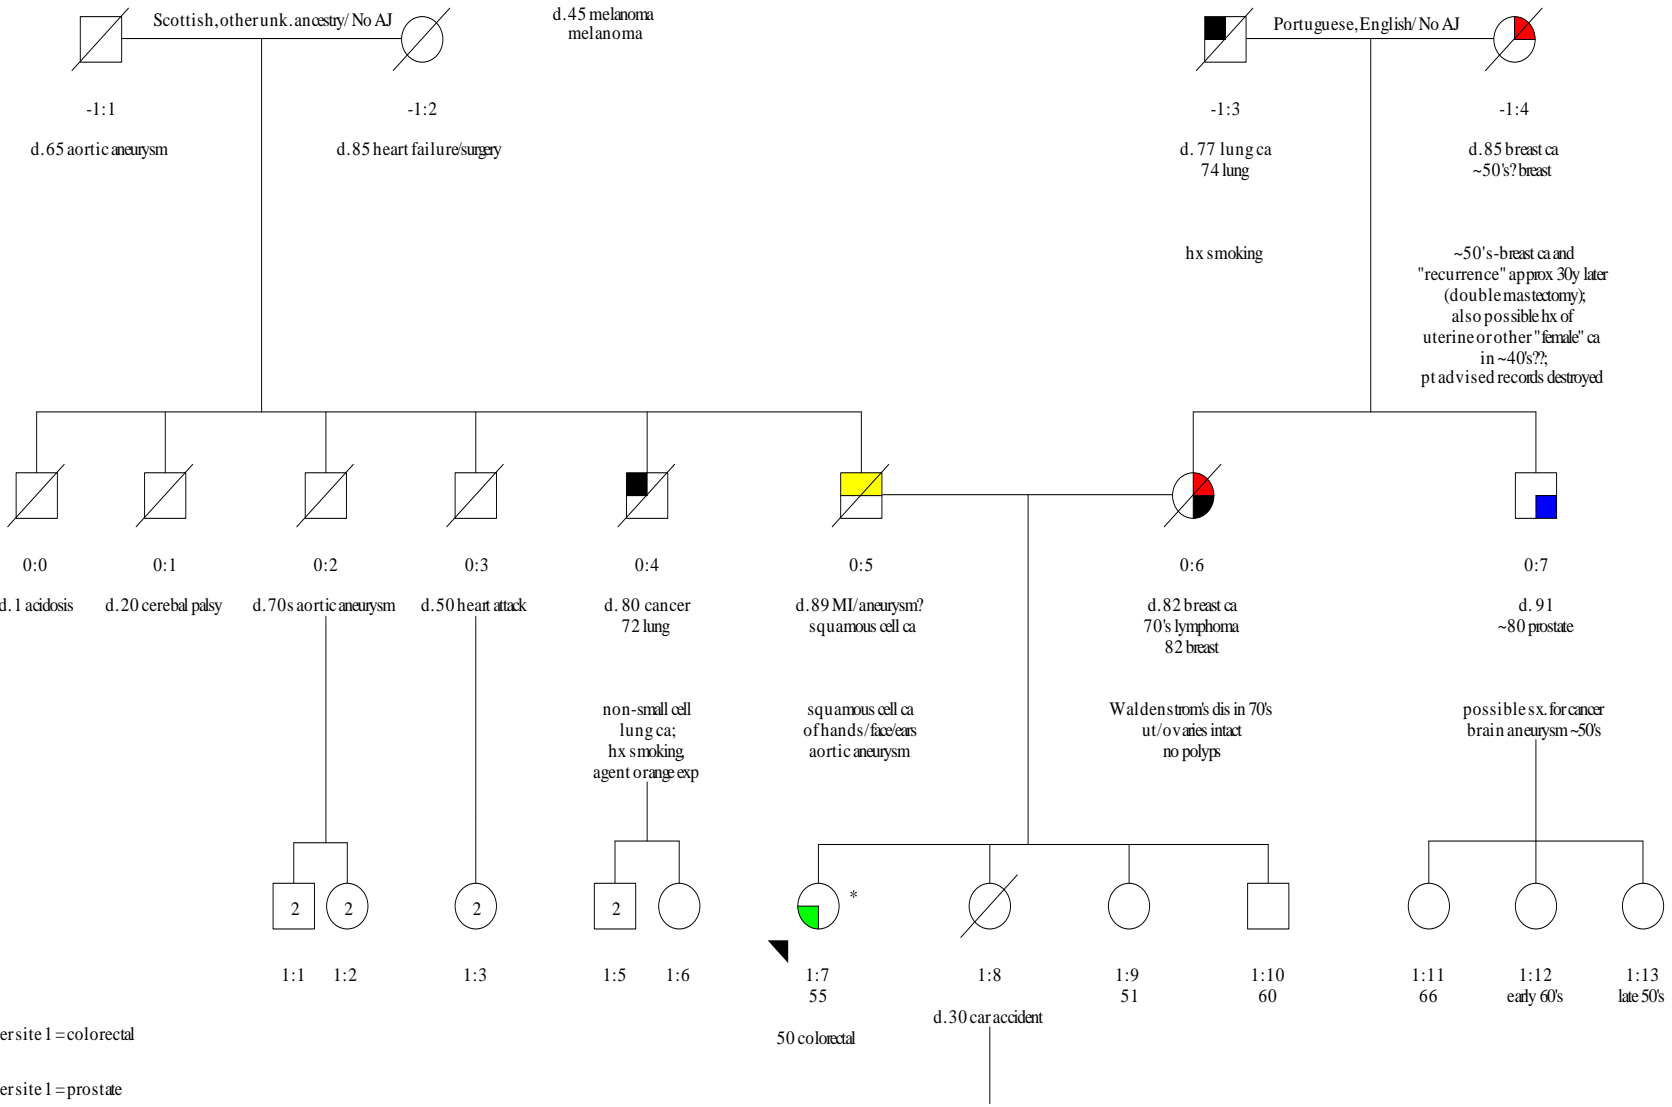 Scottish, other unk. ancestry/ No AJ
d.45 melanoma
melanoma
Portuguese, English/ No AJ
-1:1
d.65 aortic aneurysm
-1:2
d.85 heart failure/surgery
-1:3
d. 77 lung ca
74 lung
hx smoking
-1:4
d.85 breast ca
~50's? breast
~50's-breast ca and
"recurrence" approx 30y later
(double mastectomy);
also possible hx of
uterine or other "female" ca
in ~40's??;
pt advised records destroyed
0:0
d. 1 acidosis
0:1
d.20 cerebal palsy
0:2
d.70s aortic aneurysm
0:3
d.50 heart attack
0:4
d. 80 cancer
72 lung
non-small cell
lung ca;
hx smoking,
agent orange exp
0:5
d.89 MI/aneurysm?
squamous cell ca
squamous cell ca
of hands/face/ears
aortic aneurysm
0:6
d.82 breast ca
70's lymphoma
82 breast
Waldenstrom's dis in 70's
ut/ovaries intact
no polyps
0:7
d. 91
~80 prostate
possible sx. for cancer
brain aneurysm ~50's
2
1:1
2
1:2
2
1:3
2
1:5
1:6
*
1:7
55
50 colorectal
1:8
d.30 car accident
1:9
51
1:10
60
1:11
66
1:12
early 60's
1:13
late 50's
er site 1 = colorectal
er site 1 = prostate